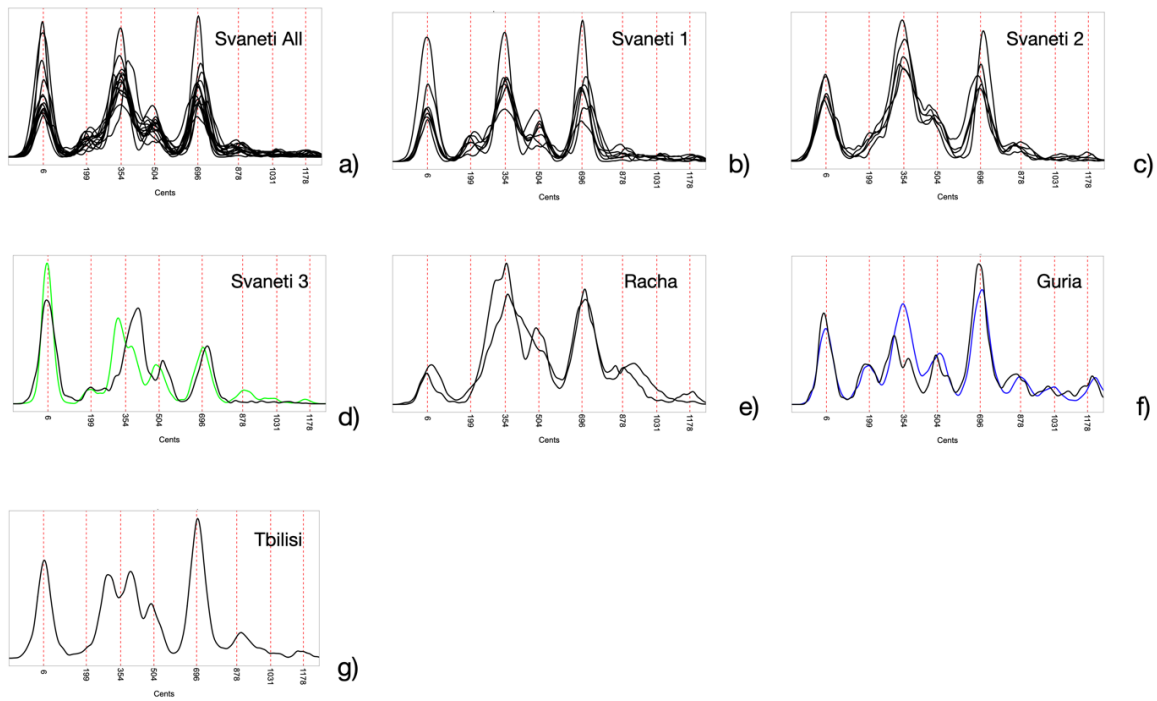 Svaneti All
6 199 354 504 696 878 1031 1178
Cents
a)
Svaneti 1
6 199 354 504 696 878 1031 1178
Cents
b)
Svaneti 2
6 199 354 504 696 878 1031 1178
Cents
c)
Svaneti 3
6 199 354 504 696 878 1031 1178
Cents
d)
Racha
6 199 354 504 696 878 1031 1178
Cents
e)
Guria
6 199 354 504 696 878 1031 1178
Cents
f)
Tbilisi
6 199 354 504 696 878 1031 1178
Cents
g)